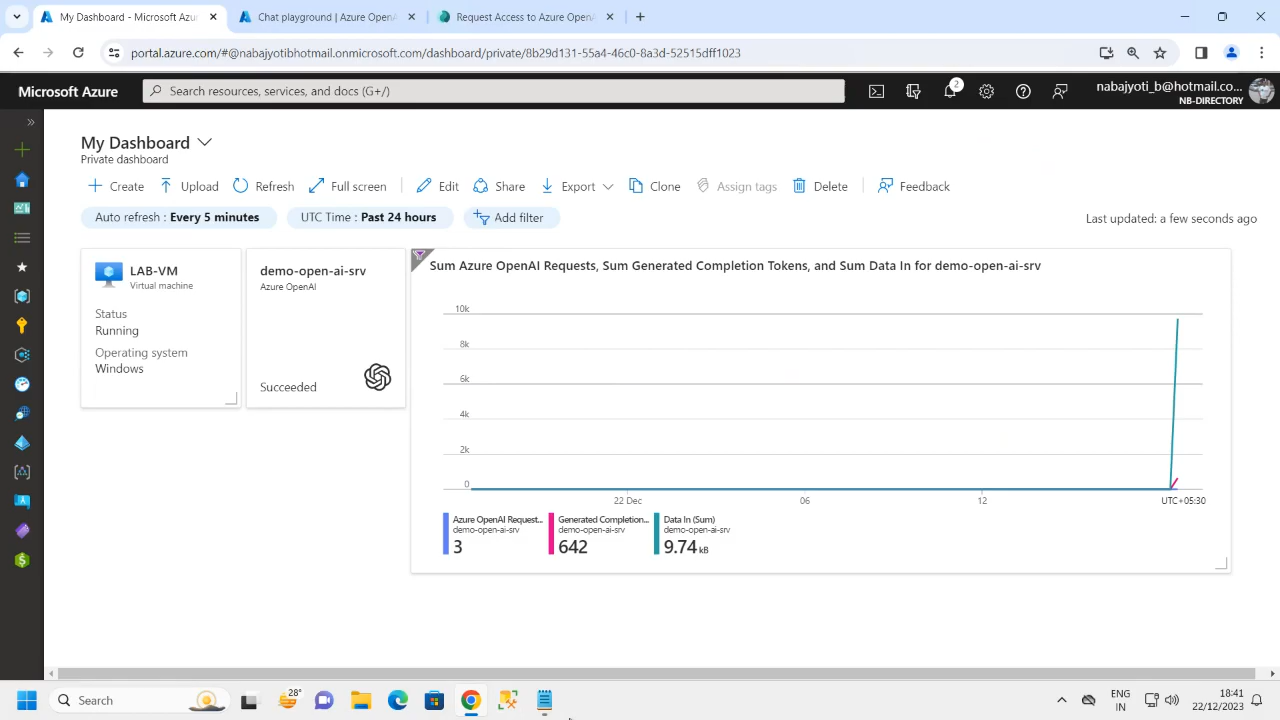 My Dashboard - Microsoft Azure
Chat playground | Azure OpenA
Request Access to Azure OpenA
portal.azure.com/#@nabajyotibhotmail.onmicrosoft.com/dashboard/private/8b29d131-55a4-46c0-8a3d-52515dff1023
Microsoft Azure
Search resources, services, and docs (G+/)
2
nabajyoti_b@hotmail.co...
NB-DIRECTORY
My Dashboard
Private dashboard
Create
Upload
Refresh
Full screen
Edit
Share
Export
Clone
Assign tags
Delete
Feedback
Auto refresh : Every 5 minutes
UTC Time : Past 24 hours
Add filter
Last updated: a few seconds ago
LAB-VM
Virtual machine
Status
Running
Operating system
Windows
demo-open-ai-srv
Azure OpenAI
Succeeded
Sum Azure OpenAI Requests, Sum Generated Completion Tokens, and Sum Data In for demo-open-ai-srv
10k
8k
6k
4k
2k
0
22 Dec
06
12
UTC+05:30
Azure OpenAI Request...
demo-open-ai-srv
3
Generated Completion...
demo-open-ai-srv
642
Data In (Sum)
demo-open-ai-srv
9.74 kB
Search
28°
ENG
IN
18:41
22/12/2023